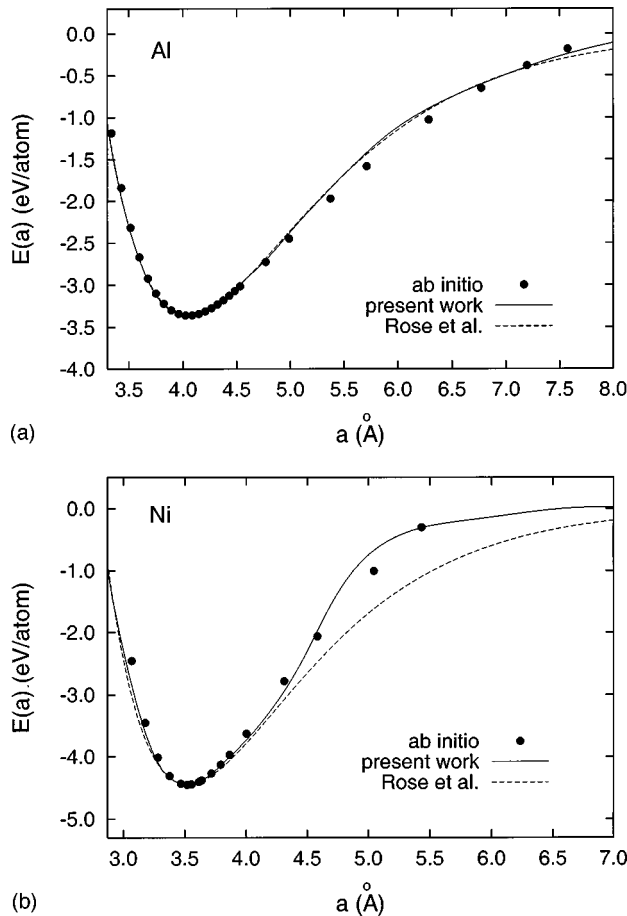 0.0
-0.5
-1.0
-1.5
-2.0
-2.5
-3.0
-3.5
-4.0
E(a) (eV/atom)
Al
ab initio
present work
Rose et al.
3.5 4.0 4.5 5.0 5.5 6.0 6.5 7.0 7.5 8.0
(a)
a (Å)
0.0
-1.0
-2.0
-3.0
-4.0
-5.0
E(a).(eV/atom)
Ni
ab initio
present work
Rose et al.
3.0 3.5 4.0 4.5 5.0 5.5 6.0 6.5 7.0
(b)
a (Å)